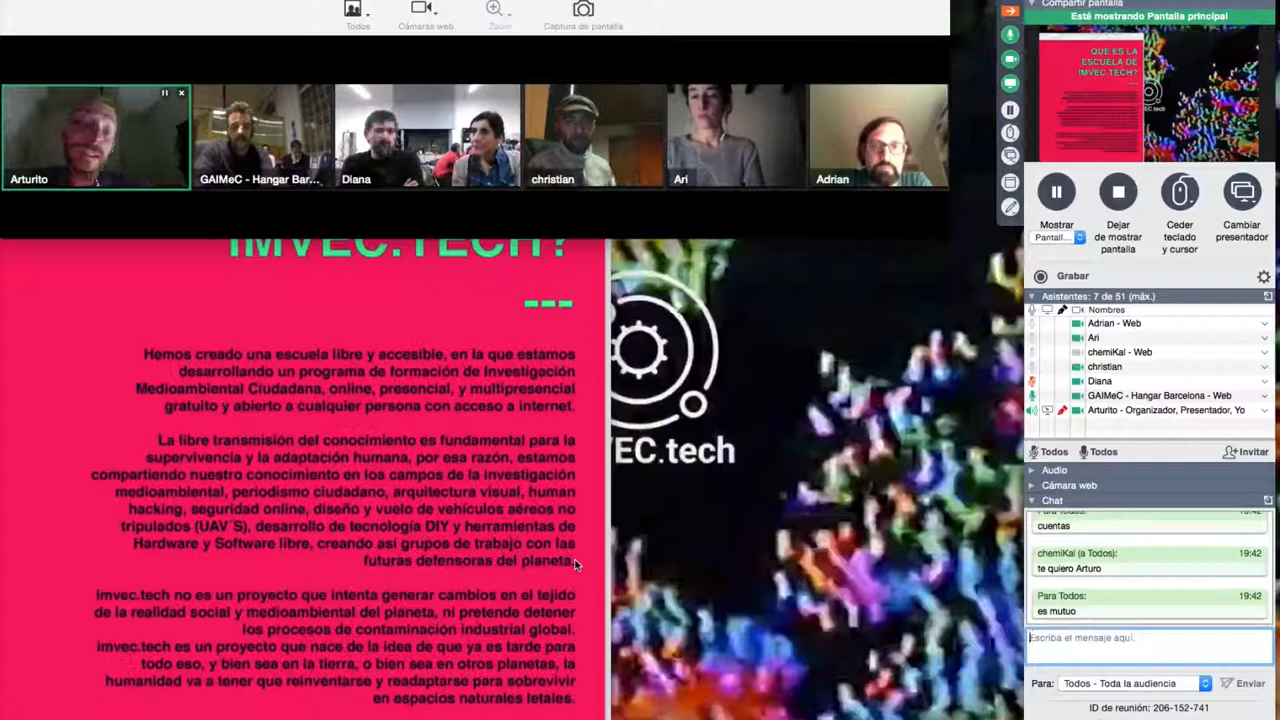 Todos
Cámaras web
Zoom
Captura de pantalla
Arturito
GAIMeC - Hangar Bar...
Diana
christian
Ari
Adrian
IMVEC.TECH?
---
Hemos creado una escuela libre y accesible, en la que estamos
desarrollando un programa de formación de Investigación
Medioambiental Ciudadana, online, presencial, y multipresencial
gratuito y abierto a cualquier persona con acceso a internet.
La libre transmisión del conocimiento es fundamental para la
supervivencia y la adaptación humana, por esa razón, estamos
compartiendo nuestro conocimiento en los campos de la investigación
medioambiental, periodismo ciudadano, arquitectura visual, human
hacking, seguridad online, diseño y vuelo de vehículos aéreos no
tripulados (UAV´S), desarrollo de tecnología DIY y herramientas de
Hardware y Software libre, creando así grupos de trabajo con las
futuras defensoras del planeta.
imvec.tech no es un proyecto que intenta generar cambios en el tejido
de la realidad social y medioambiental del planeta, ni pretende detener
los procesos de contaminación industrial global.
imvec.tech es un proyecto que nace de la idea de que ya es tarde para
todo eso, y bien sea en la tierra, o bien sea en otros planetas, la
humanidad va a tener que reinventarse y readaptarse para sobrevivir
en espacios naturales letales.
VEC.tech
Compartir pantalla
Está mostrando Pantalla principal
QUE ES LA
ESCUELA DE
IMVEC TECH?
---
Mostrar
Pantall...
Dejar
de mostrar
pantalla
Ceder
teclado
y cursor
Cambiar
presentador
Grabar
Asistentes: 7 de 51 (máx.)
Nombres
Adrian - Web
Ari
chemiKal - Web
christian
Diana
GAIMeC - Hangar Barcelona - Web
Arturito - Organizador, Presentador, Yo
Todos
Todos
Invitar
Audio
Cámara web
Chat
Para Todos:
19:42
cuentas
chemiKal (a Todos):
19:42
te quiero Arturo
Para Todos:
19:42
es mutuo
Escriba el mensaje aquí.
Para:
Todos - Toda la audiencia
Enviar
ID de reunión: 206-152-741